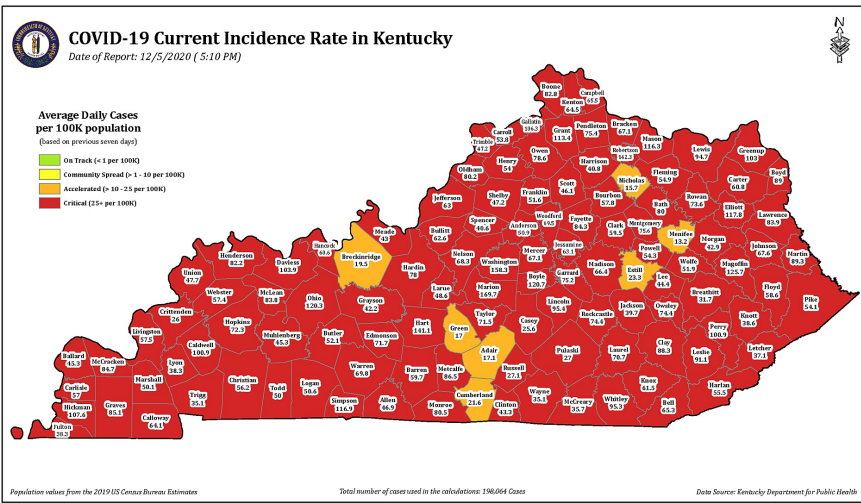 COVID-19 Current Incidence Rate in Kentucky
Date of Report: 12/5/2020 ( 5:10 PM)
N
Average Daily Cases
per 100K population
(based on previous seven days)
On Track (< 1 per 100K)
Community Spread (> 1 - 10 per 100K)
Accelerated (> 10 - 25 per 100K)
Critical (25+ per 100K)
Boone
82.8
Campbell
65.5
Kenton
64.5
Gallatin
Grant
113.4
Pendleton
75.4
Bracken
67.1
Mason
116.3
Carroll
53.8
Trimble
47.2
Owen
78.6
Robertson
142.3
Lewis
94.7
Greenup
103
Henry
54
Harrison
40.8
Nicholas
15.7
Fleming
54.9
Carter
60.8
Boyd
89
Oldham
80.2
Scott
46.1
Bourbon
57.8
Rowan
73.6
Elliott
117.8
Lawrence
83.9
Jefferson
63
Shelby
47.2
Franklin
51.6
Bath
80
Spencer
40.6
Anderson
50.9
Woodford
69.5
Fayette
84.3
Clark
59.5
Montgomery
75.6
Menifee
13.2
Morgan
42.9
Johnson
67.6
Martin
89.3
Meade
43
Bullitt
62.6
Jessamine
63.1
Powell
54.3
Wolfe
51.9
Magoffin
125.7
Hancock
60.6
Breckinridge
19.5
Hardin
78
Nelson
68.3
Washington
158.3
Mercer
67.1
Madison
66.4
Estill
23.3
Lee
44.4
Floyd
58.6
Henderson
82.2
Daviess
103.9
Boyle
120.7
Garrard
75.2
Breathitt
31.7
Pike
54.1
Union
47.7
Webster
57.4
McLean
83.8
Ohio
120.3
Grayson
42.2
Larue
48.6
Marion
169.7
Lincoln
95.4
Rockcastle
74.4
Jackson
39.7
Owsley
74.4
Knott
38.6
Crittenden
26
Hopkins
72.3
Muhlenberg
45.3
Butler
52.1
Edmonson
71.7
Hart
141.1
Green
17
Taylor
71.5
Casey
25.6
Perry
100.9
Letcher
37.1
Livingston
57.5
Caldwell
100.9
Adair
17.1
Pulaski
27
Laurel
70.7
Clay
88.3
Leslie
91.1
Ballard
45.3
McCracken
84.7
Lyon
38.3
Warren
69.8
Barren
59.7
Metcalfe
86.5
Russell
27.1
Knox
41.5
Harlan
55.5
Carlisle
57
Marshall
50.1
Trigg
35.1
Christian
56.2
Todd
50
Logan
50.6
Simpson
116.9
Allen
46.9
Monroe
80.5
Cumberland
21.6
Clinton
43.3
Wayne
35.1
McCreary
35.7
Whitley
95.3
Bell
65.3
Hickman
107.6
Graves
85.1
Calloway
64.1
Fulton
Population values from the 2019 US Census Bureau Estimates
Total number of cases used in the calculations: 198,064 Cases
Data Source: Kentucky Department for Public Health